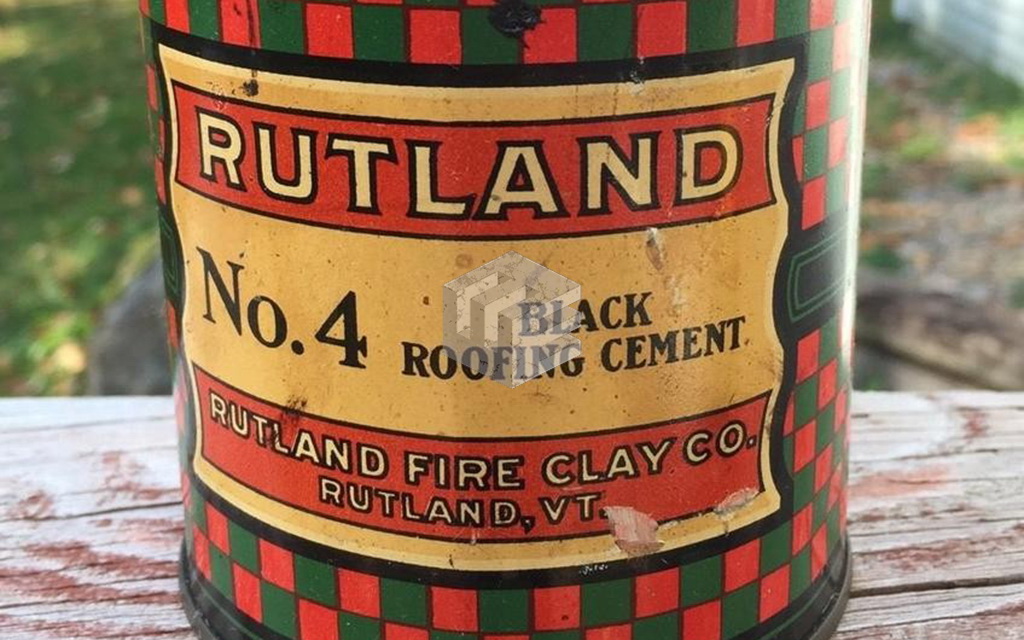 RUTLAND
No. 4 BLACK
ROOFING CEMENT
RUTLAND FIRE CLAY CO.
RUTLAND, VT.